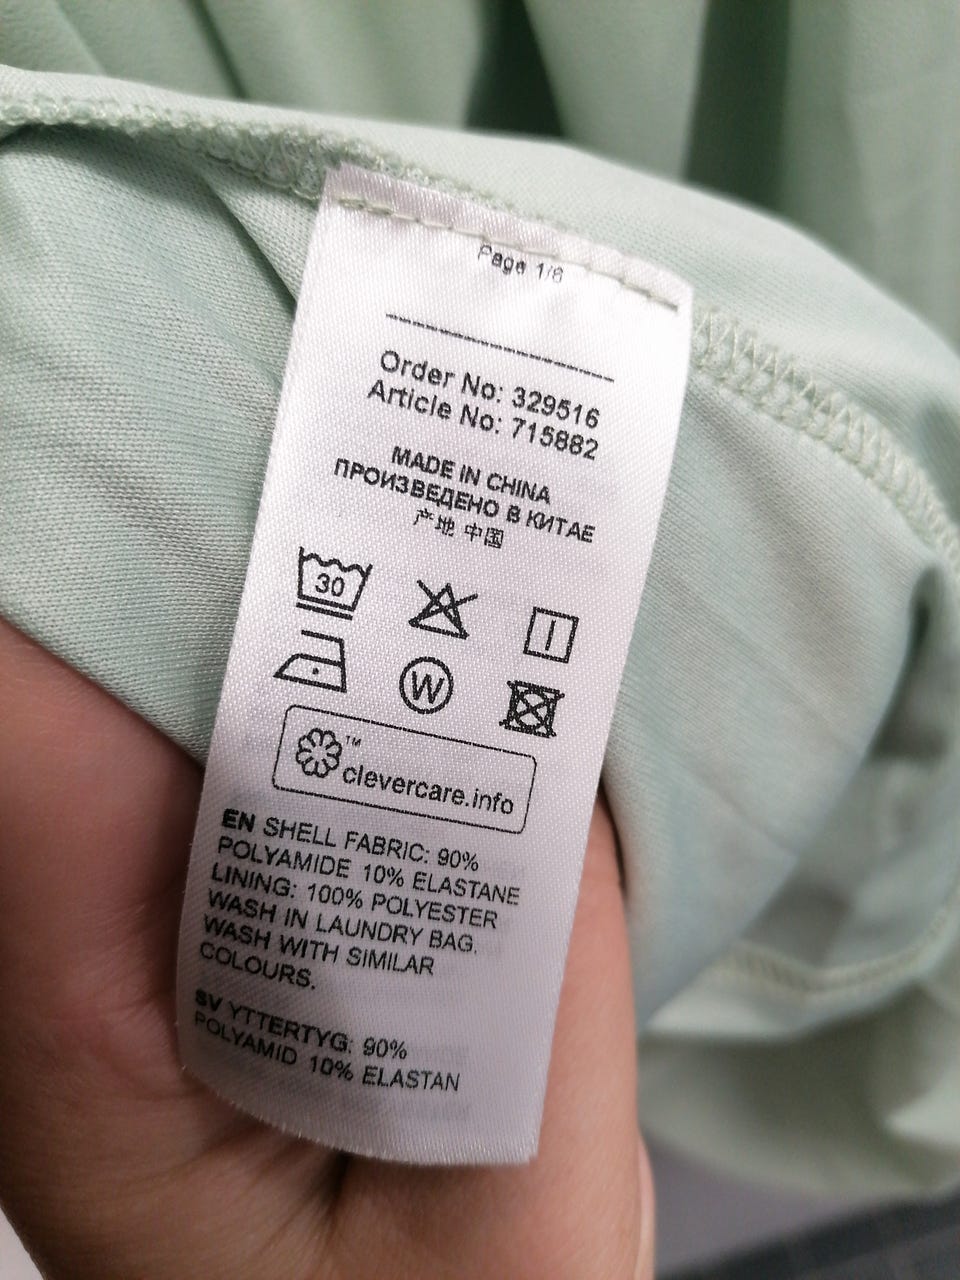 Page 1/8
Order No: 329516
Article No: 715882
MADE IN CHINA
ПРОИЗВЕДЕНО В КИТАЕ
产地 中国
30
W
™
clevercare.info
EN SHELL FABRIC: 90%
POLYAMIDE 10% ELASTANE
LINING: 100% POLYESTER
WASH IN LAUNDRY BAG.
WASH WITH SIMILAR
COLOURS.
SV YTTERTYG: 90%
POLYAMID 10% ELASTAN